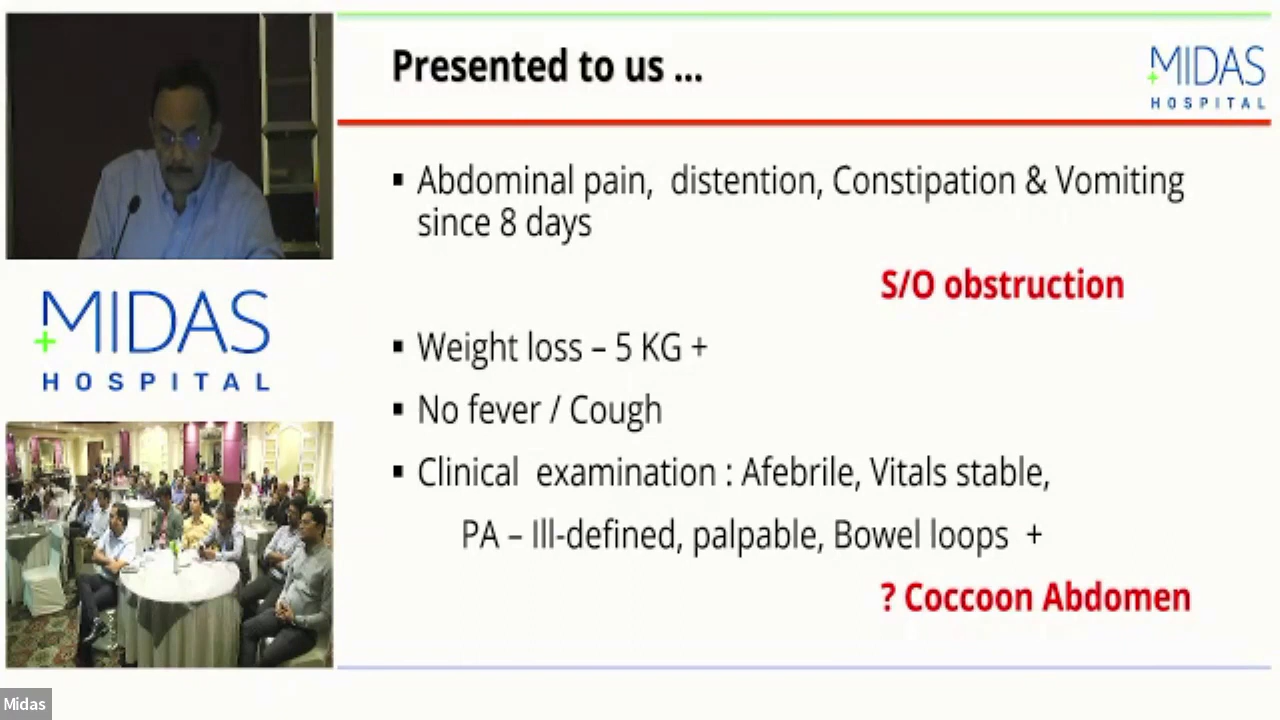 Presented to us ...
MIDAS
HOSPITAL
▪ Abdominal pain, distention, Constipation & Vomiting
since 8 days
S/O obstruction
▪ Weight loss – 5 KG +
▪ No fever / Cough
▪ Clinical examination : Afebrile, Vitals stable,
PA – Ill-defined, palpable, Bowel loops +
? Coccoon Abdomen
MIDAS
HOSPITAL
Midas